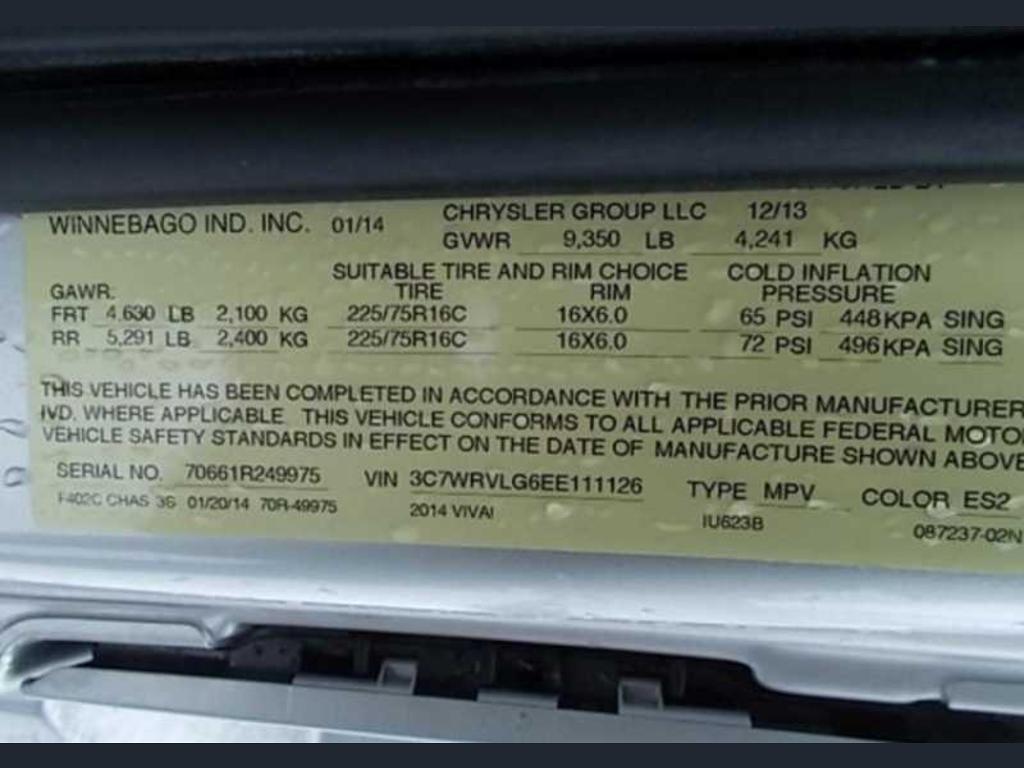 WINNEBAGO IND. INC. 01/14 CHRYSLER GROUP LLC 12/13
GVWR 9,350 LB 4,241 KG
SUITABLE TIRE AND RIM CHOICE COLD INFLATION
GAWR. TIRE RIM PRESSURE
FRT 4,630 LB 2,100 KG 225/75R16C 16X6.0 65 PSI 448 KPA SING
RR 5,291 LB 2,400 KG 225/75R16C 16X6.0 72 PSI 496 KPA SING
THIS VEHICLE HAS BEEN COMPLETED IN ACCORDANCE WITH THE PRIOR MANUFACTURER
IVD. WHERE APPLICABLE THIS VEHICLE CONFORMS TO ALL APPLICABLE FEDERAL MOTO
VEHICLE SAFETY STANDARDS IN EFFECT ON THE DATE OF MANUFACTURE SHOWN ABOVE
SERIAL NO. 70661R249975 VIN 3C7WRVLG6EE111126 TYPE MPV COLOR ES2
F402C CHAS 36 01/20/14 70R-49975 2014 VIVA! IU623B 087237-02N